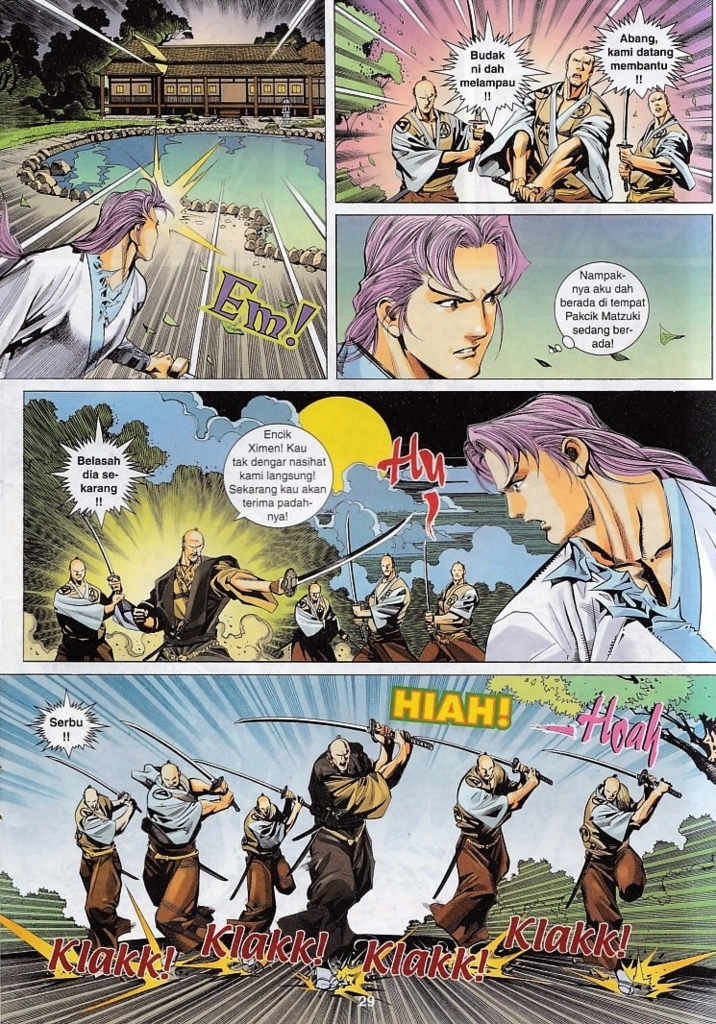 Em!
Budak
ni dah
melampau
!!
Abang,
kami datang
membantu
!!
Nampak-
nya aku dah
berada di tempat
Pakcik Matzuki
sedang ber-
ada!
Belasah
dia se-
karang
!!
Encik
Ximen! Kau
tak dengar nasihat
kami langsung!
Sekarang kau akan
terima padah-
nya!
Hu
?
Serbu
!!
HIAH!
Hoah
Klakk!
Klakk!
Klakk!
Klakk!
29